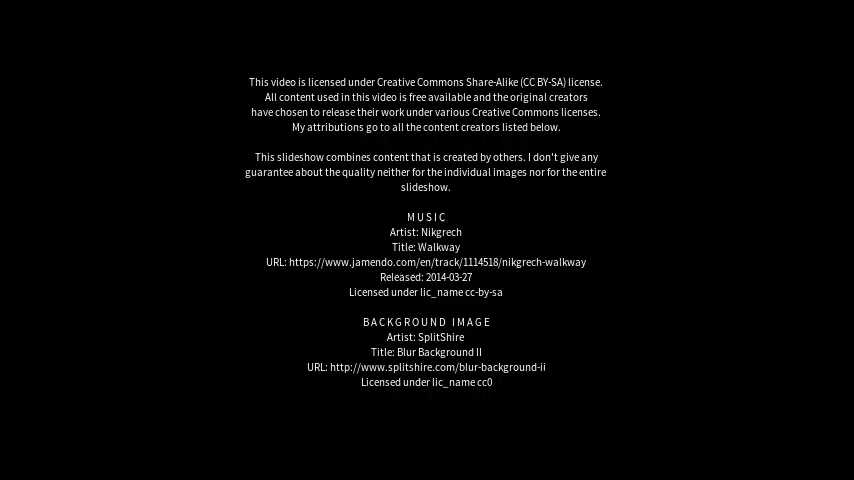 This video is licensed under Creative Commons Share-Alike (CC BY-SA) license.
All content used in this video is free available and the original creators
have chosen to release their work under various Creative Commons licenses.
My attributions go to all the content creators listed below.
This slideshow combines content that is created by others. I don't give any
guarantee about the quality neither for the individual images nor for the entire
slideshow.
M U S I C
Artist: Nikgrech
Title: Walkway
URL: https://www.jamendo.com/en/track/1114518/nikgrech-walkway
Released: 2014-03-27
Licensed under lic_name cc-by-sa
B A C K G R O U N D   I M A G E
Artist: SplitShire
Title: Blur Background II
URL: http://www.splitshire.com/blur-background-ii
Licensed under lic_name cc0